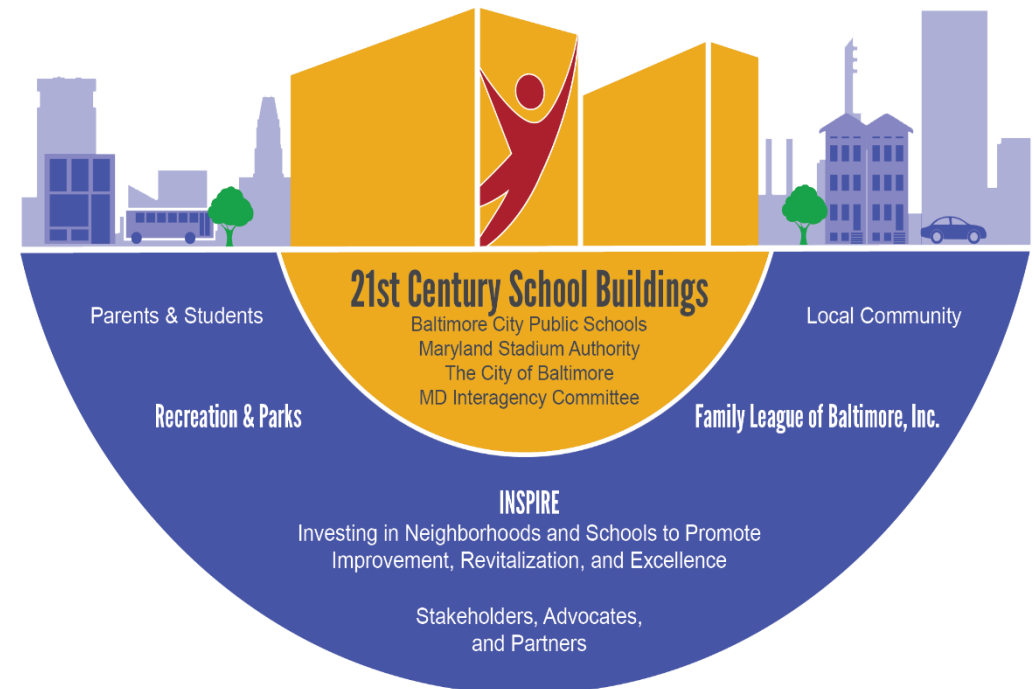 21st Century School Buildings
Baltimore City Public Schools
Maryland Stadium Authority
The City of Baltimore
MD Interagency Committee
Parents & Students
Local Community
Recreation & Parks
Family League of Baltimore, Inc.
INSPIRE
Investing in Neighborhoods and Schools to Promote
Improvement, Revitalization, and Excellence
Stakeholders, Advocates,
and Partners